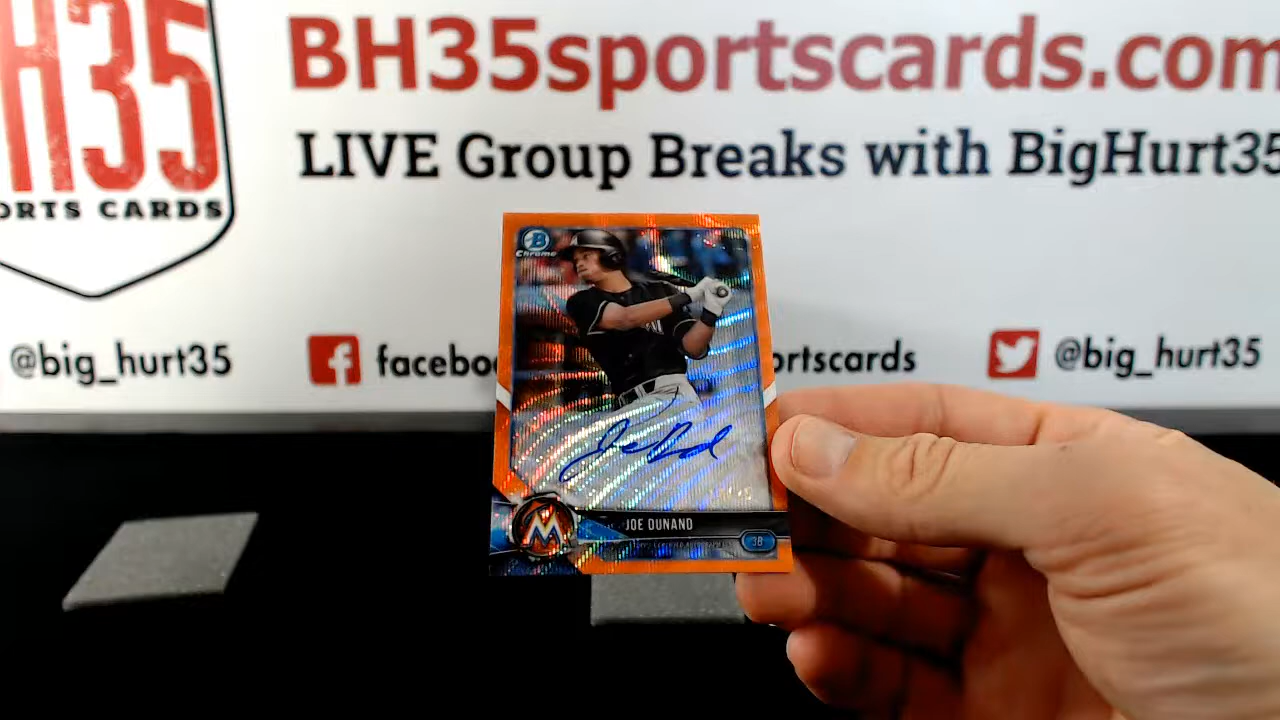 H35
ORTS CARDS
BH35sportscards.com
LIVE Group Breaks with BigHurt35
@big_hurt35
f
faceboo
ortscards
@big_hurt35
B
Chrome
M
JOE DUNAND
3B